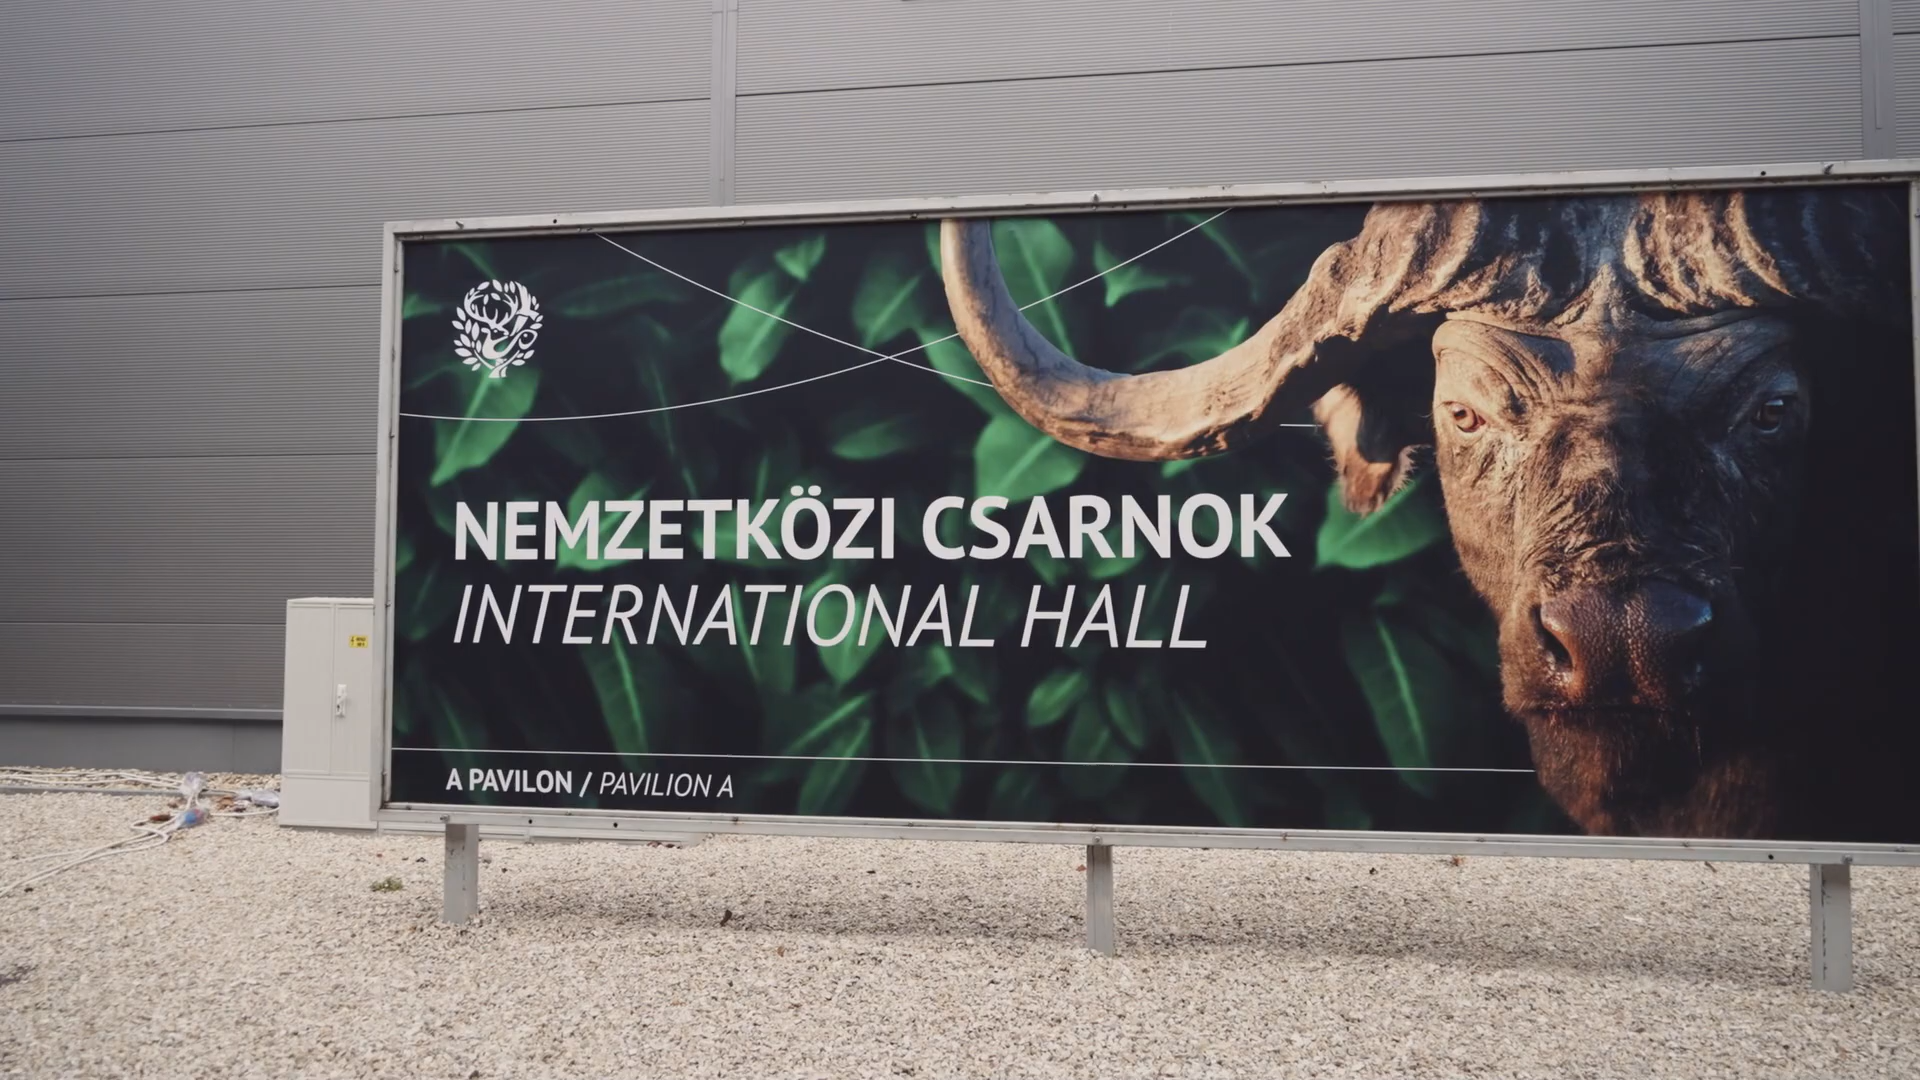 NEMZETKÖZI CSARNOK
INTERNATIONAL HALL
A PAVILON / PAVILION A